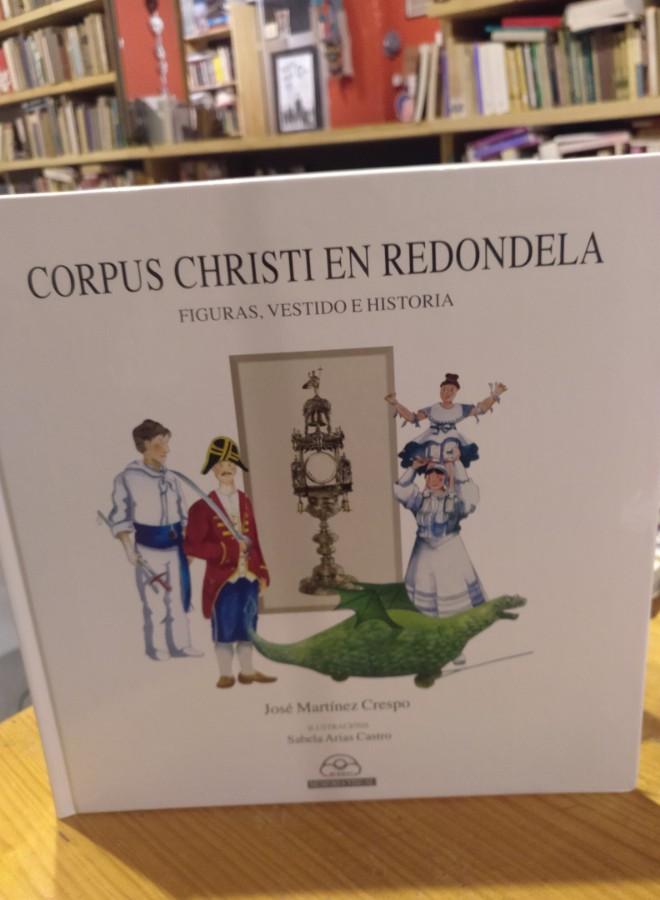 CORPUS CHRISTI EN REDONDELA
FIGURAS, VESTIDO E HISTORIA
José Martínez Crespo
ILUSTRACIÓNS
Sabela Arias Castro